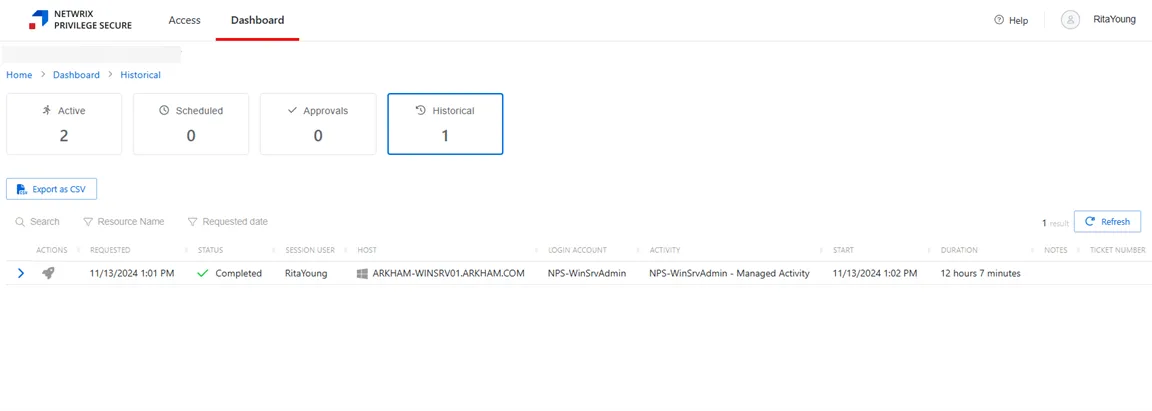 NETWRIX
PRIVILEGE SECURE
Access
Dashboard
Help
RitaYoung
Home > Dashboard > Historical
Active
2
Scheduled
0
Approvals
0
Historical
1
Export as CSV
Search
Resource Name
Requested date
1 result
Refresh
ACTIONS REQUESTED STATUS SESSION USER HOST LOGIN ACCOUNT ACTIVITY START DURATION NOTES TICKET NUMBER
11/13/2024 1:01 PM Completed RitaYoung ARKHAM-WINSRV01.ARKHAM.COM NPS-WinSrvAdmin NPS-WinSrvAdmin - Managed Activity 11/13/2024 1:02 PM 12 hours 7 minutes